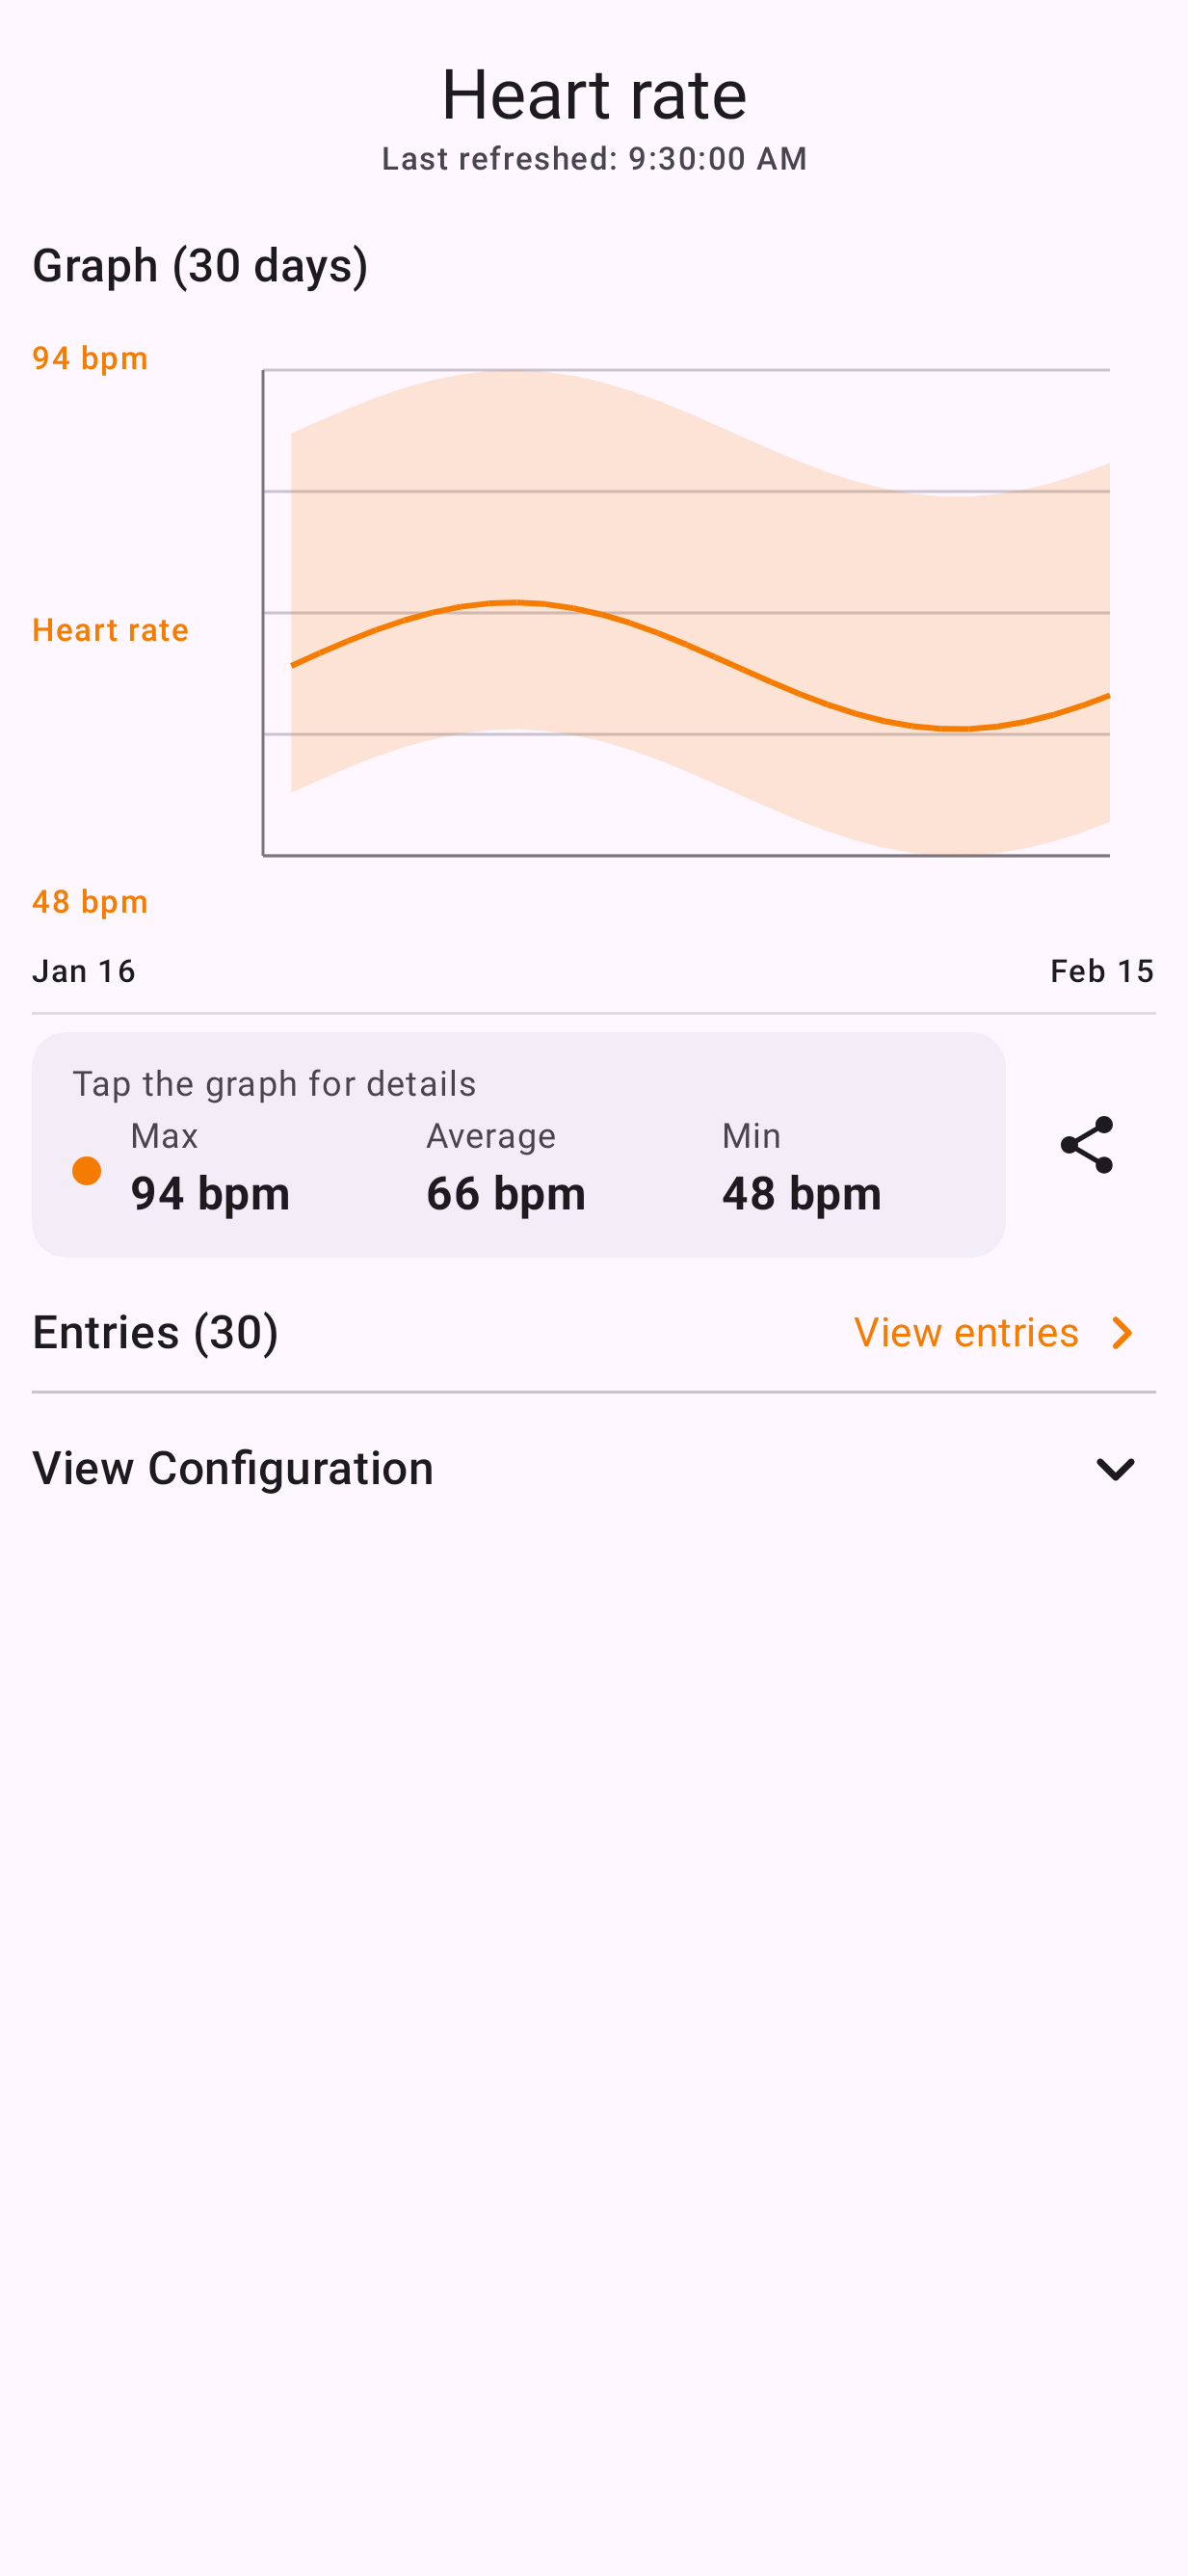 Heart rate
Last refreshed: 9:30:00 AM
Graph (30 days)
94 bpm
Heart rate
48 bpm
Jan 16 Feb 15
Tap the graph for details
Max Average Min
94 bpm 66 bpm 48 bpm
Entries (30) View entries
View Configuration